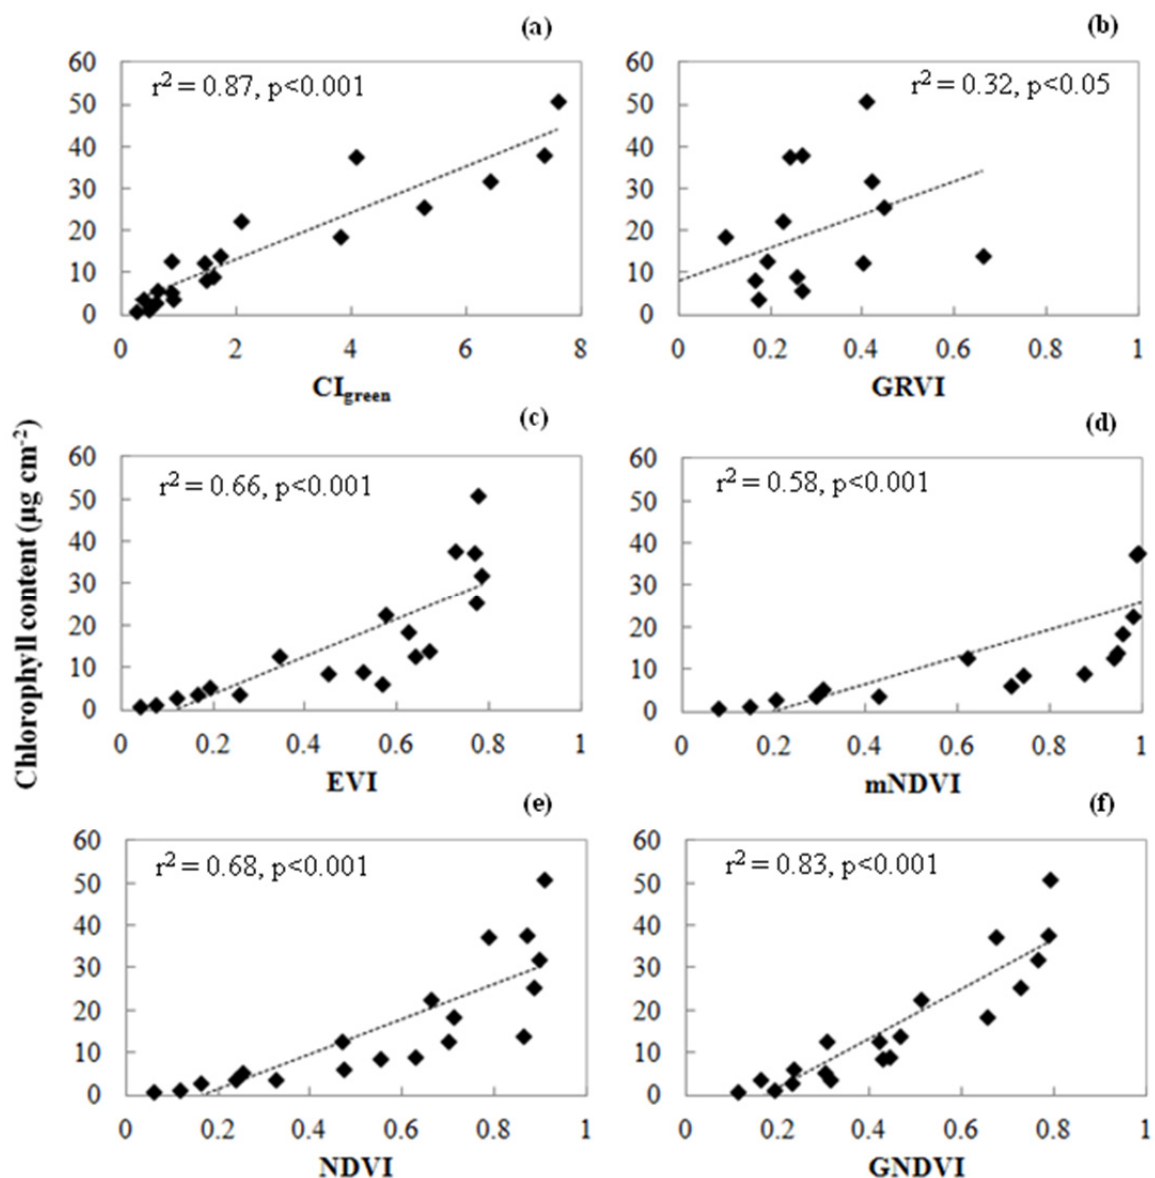 Chlorophyll content (µg cm⁻²)
(a)
r² = 0.87, p<0.001
60
50
40
30
20
10
0
0 2 4 6 8
CIgreen
(b)
r² = 0.32, p<0.05
60
50
40
30
20
10
0
0 0.2 0.4 0.6 0.8 1
GRVI
(c)
r² = 0.66, p<0.001
60
50
40
30
20
10
0
0 0.2 0.4 0.6 0.8 1
EVI
(d)
r² = 0.58, p<0.001
60
50
40
30
20
10
0
0 0.2 0.4 0.6 0.8 1
mNDVI
(e)
r² = 0.68, p<0.001
60
50
40
30
20
10
0
0 0.2 0.4 0.6 0.8 1
NDVI
(f)
r² = 0.83, p<0.001
60
50
40
30
20
10
0
0 0.2 0.4 0.6 0.8 1
GNDVI